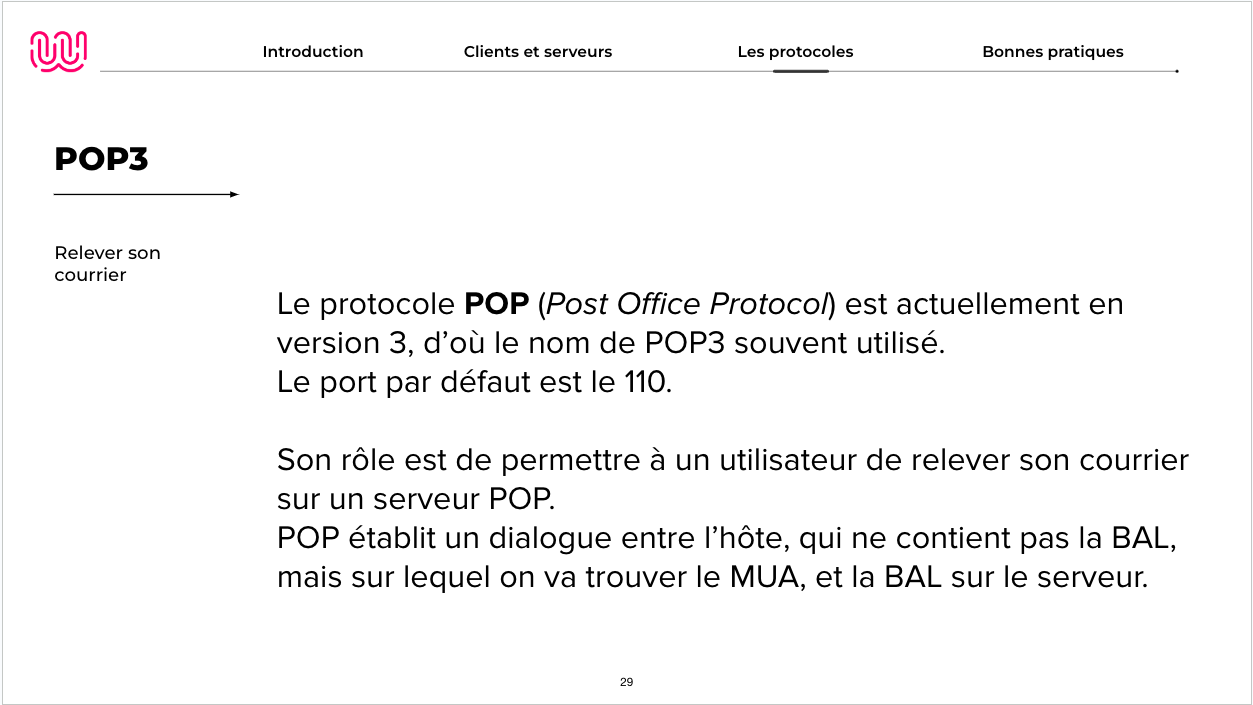 Introduction
Clients et serveurs
Les protocoles
Bonnes pratiques
POP3
Relever son
courrier
Le protocole POP (Post Office Protocol) est actuellement en
version 3, d’où le nom de POP3 souvent utilisé.
Le port par défaut est le 110.
Son rôle est de permettre à un utilisateur de relever son courrier
sur un serveur POP.
POP établit un dialogue entre l’hôte, qui ne contient pas la BAL,
mais sur lequel on va trouver le MUA, et la BAL sur le serveur.
29